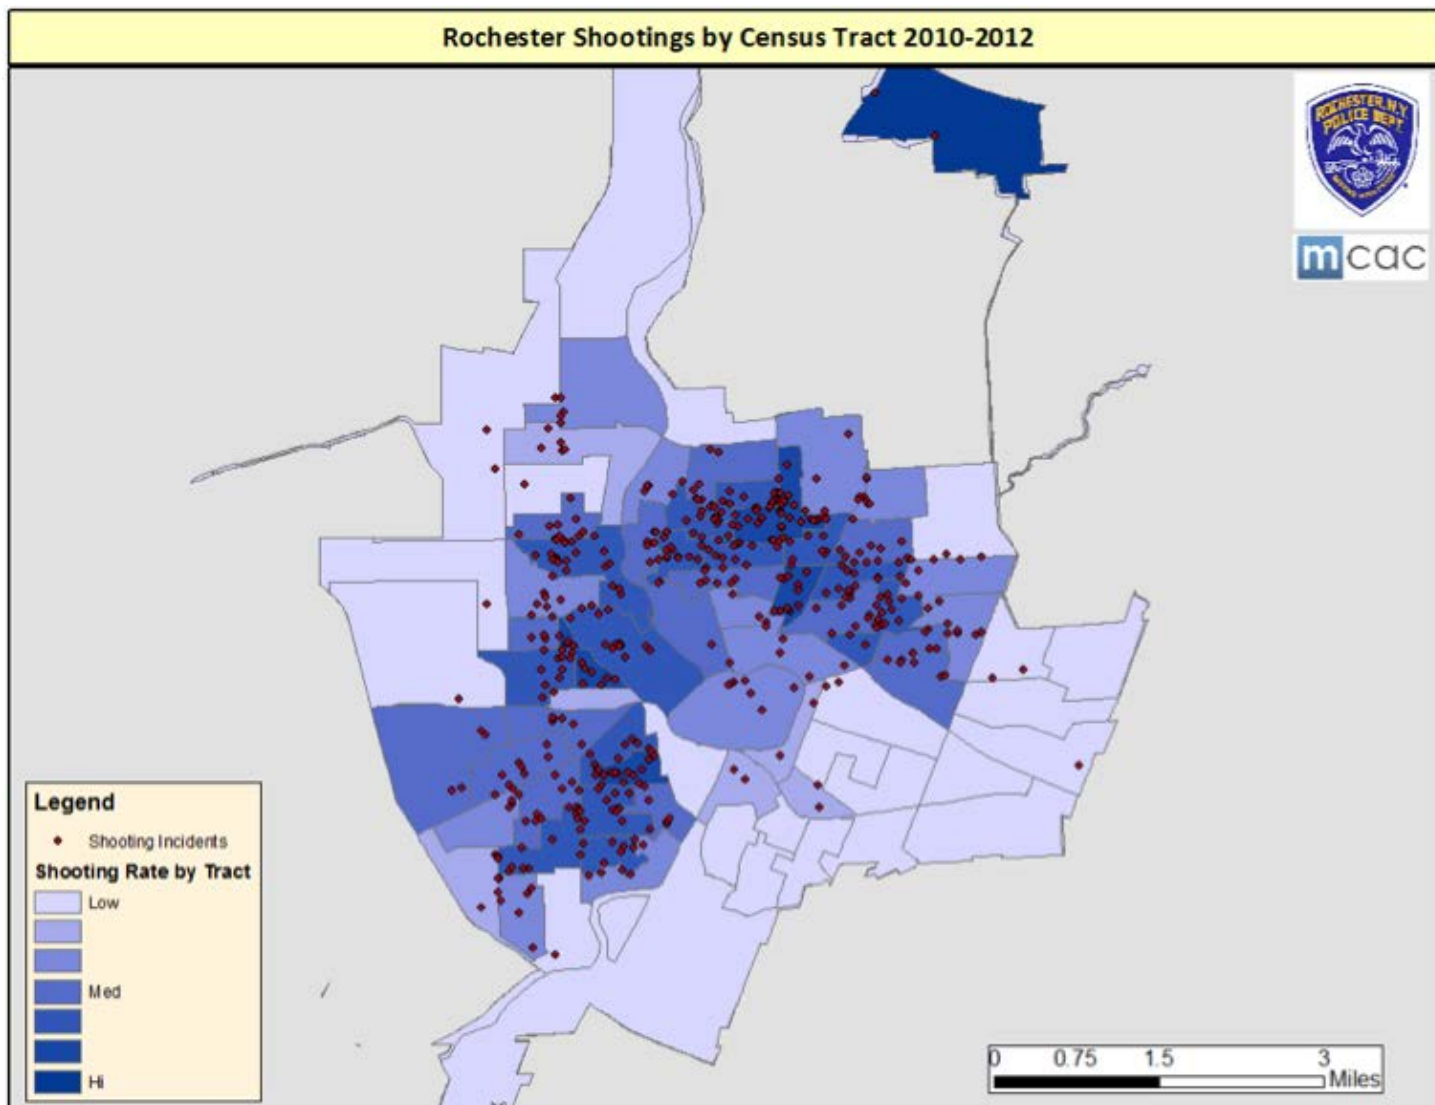 Rochester Shootings by Census Tract 2010-2012
ROCHESTER, N.Y.
POLICE DEPT.
mcac
Legend
Shooting Incidents
Shooting Rate by Tract
Low
Med
Hi
0 0.75 1.5 3
Miles